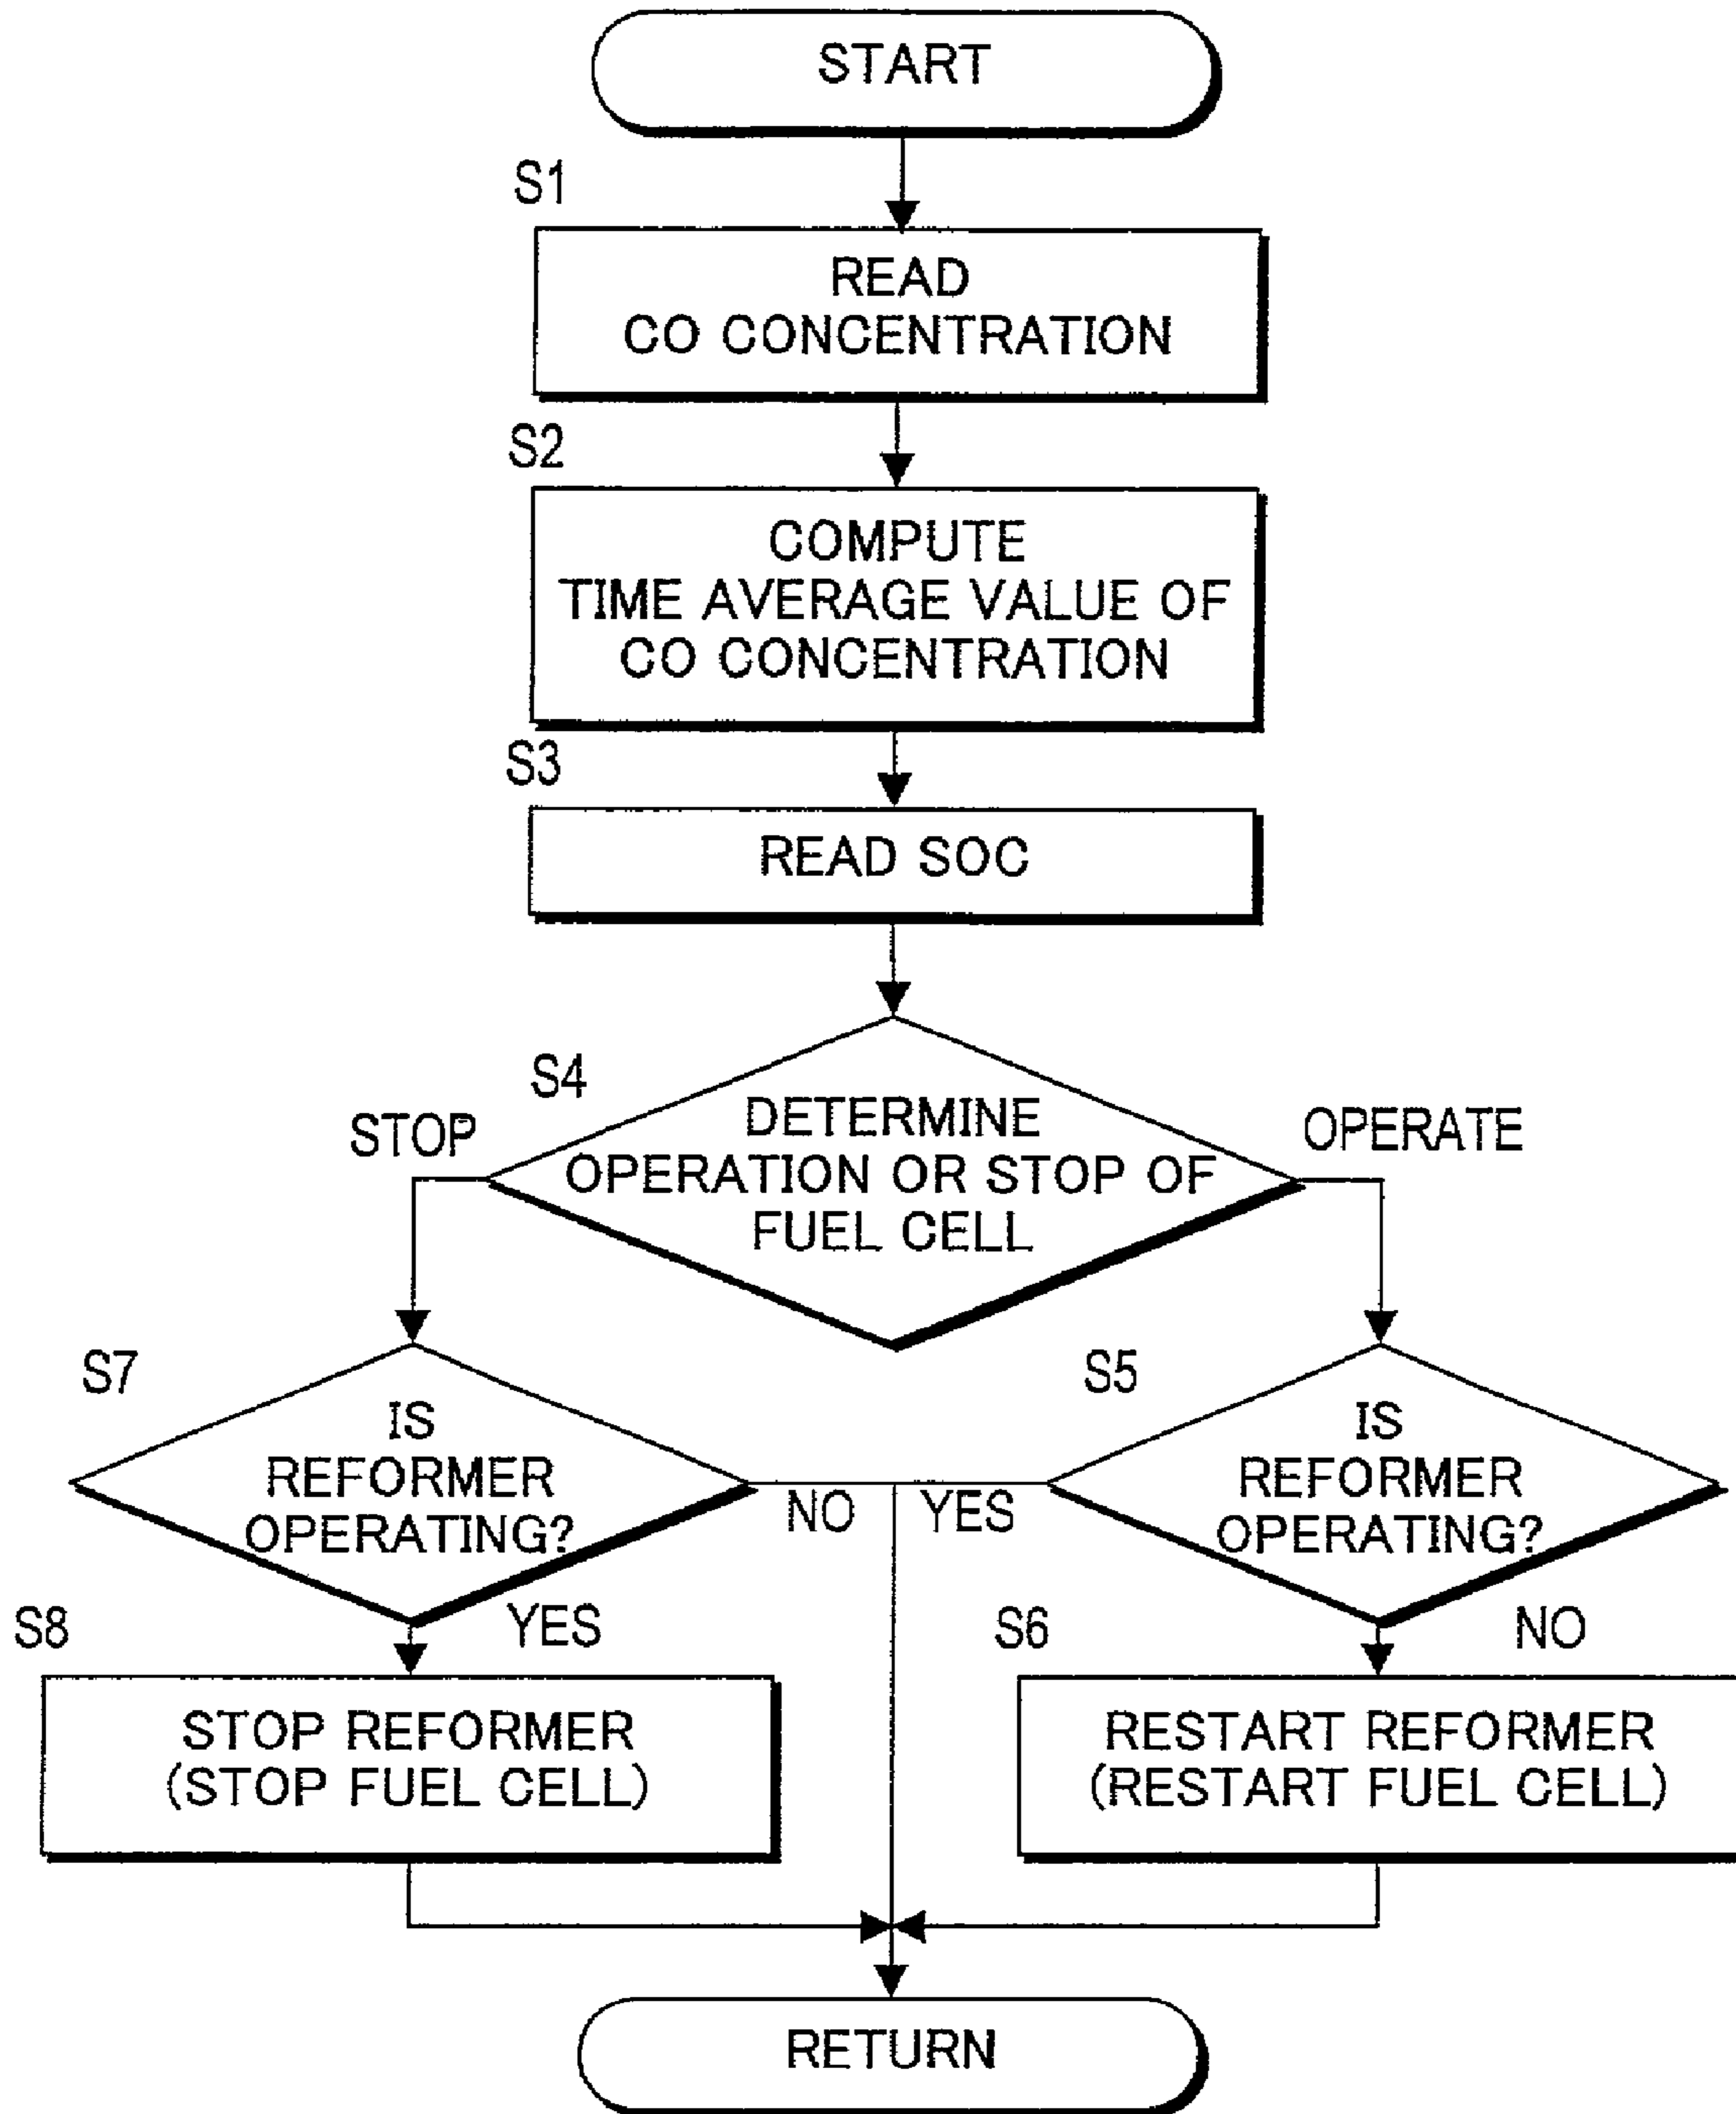 START
S1
READ
CO CONCENTRATION
S2
COMPUTE
TIME AVERAGE VALUE OF
CO CONCENTRATION
S3
READ SOC
S4
DETERMINE
OPERATION OR STOP OF
FUEL CELL
STOP
OPERATE
S7
IS
REFORMER
OPERATING?
NO
YES
S5
IS
REFORMER
OPERATING?
S8
YES
STOP REFORMER
(STOP FUEL CELL)
S6
NO
RESTART REFORMER
(RESTART FUEL CELL)
RETURN